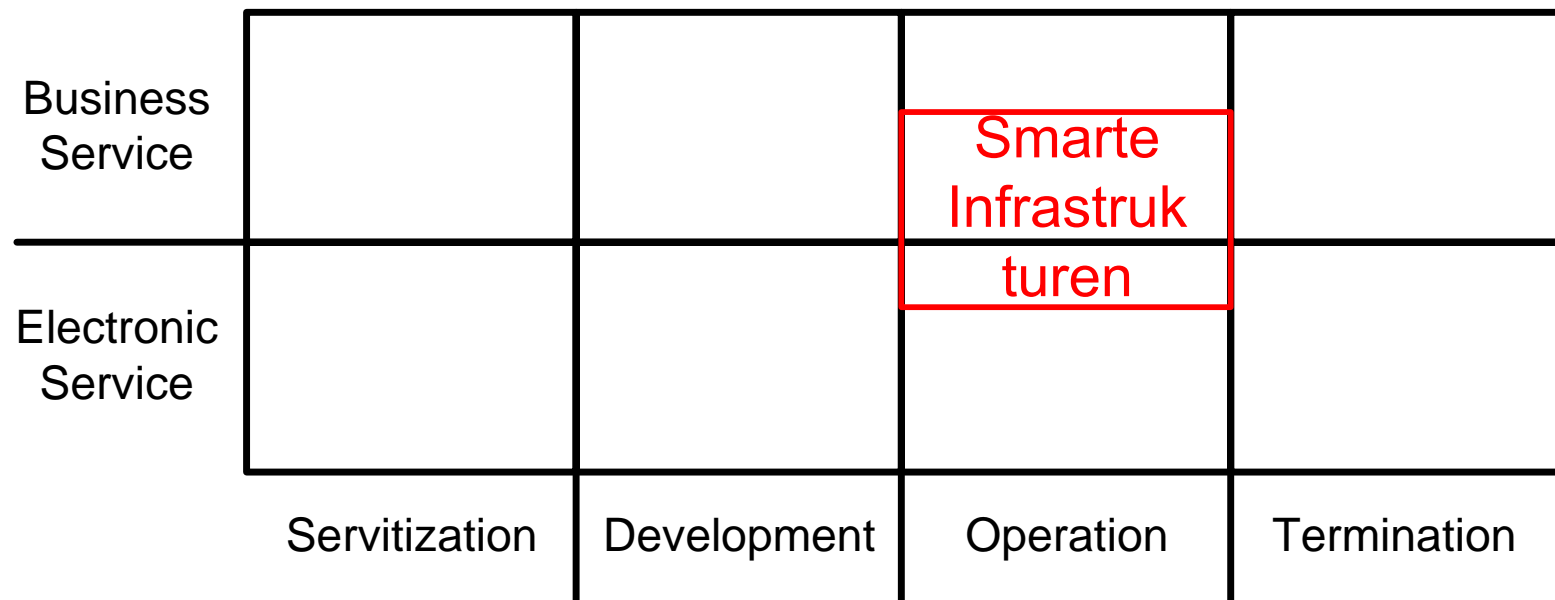 Business
Service
Smarte
Infrastruk
turen
Electronic
Service
Servitization
Development
Operation
Termination